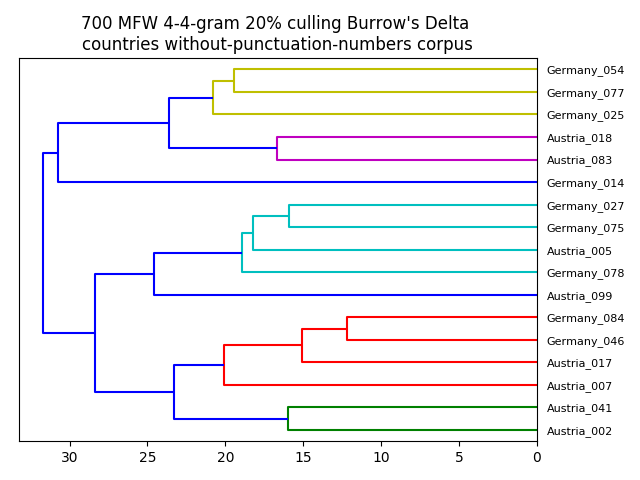 700 MFW 4-4-gram 20% culling Burrow's Delta
countries without-punctuation-numbers corpus
Germany_054
Germany_077
Germany_025
Austria_018
Austria_083
Germany_014
Germany_027
Germany_075
Austria_005
Germany_078
Austria_099
Germany_084
Germany_046
Austria_017
Austria_007
Austria_041
Austria_002
30 25 20 15 10 5 0